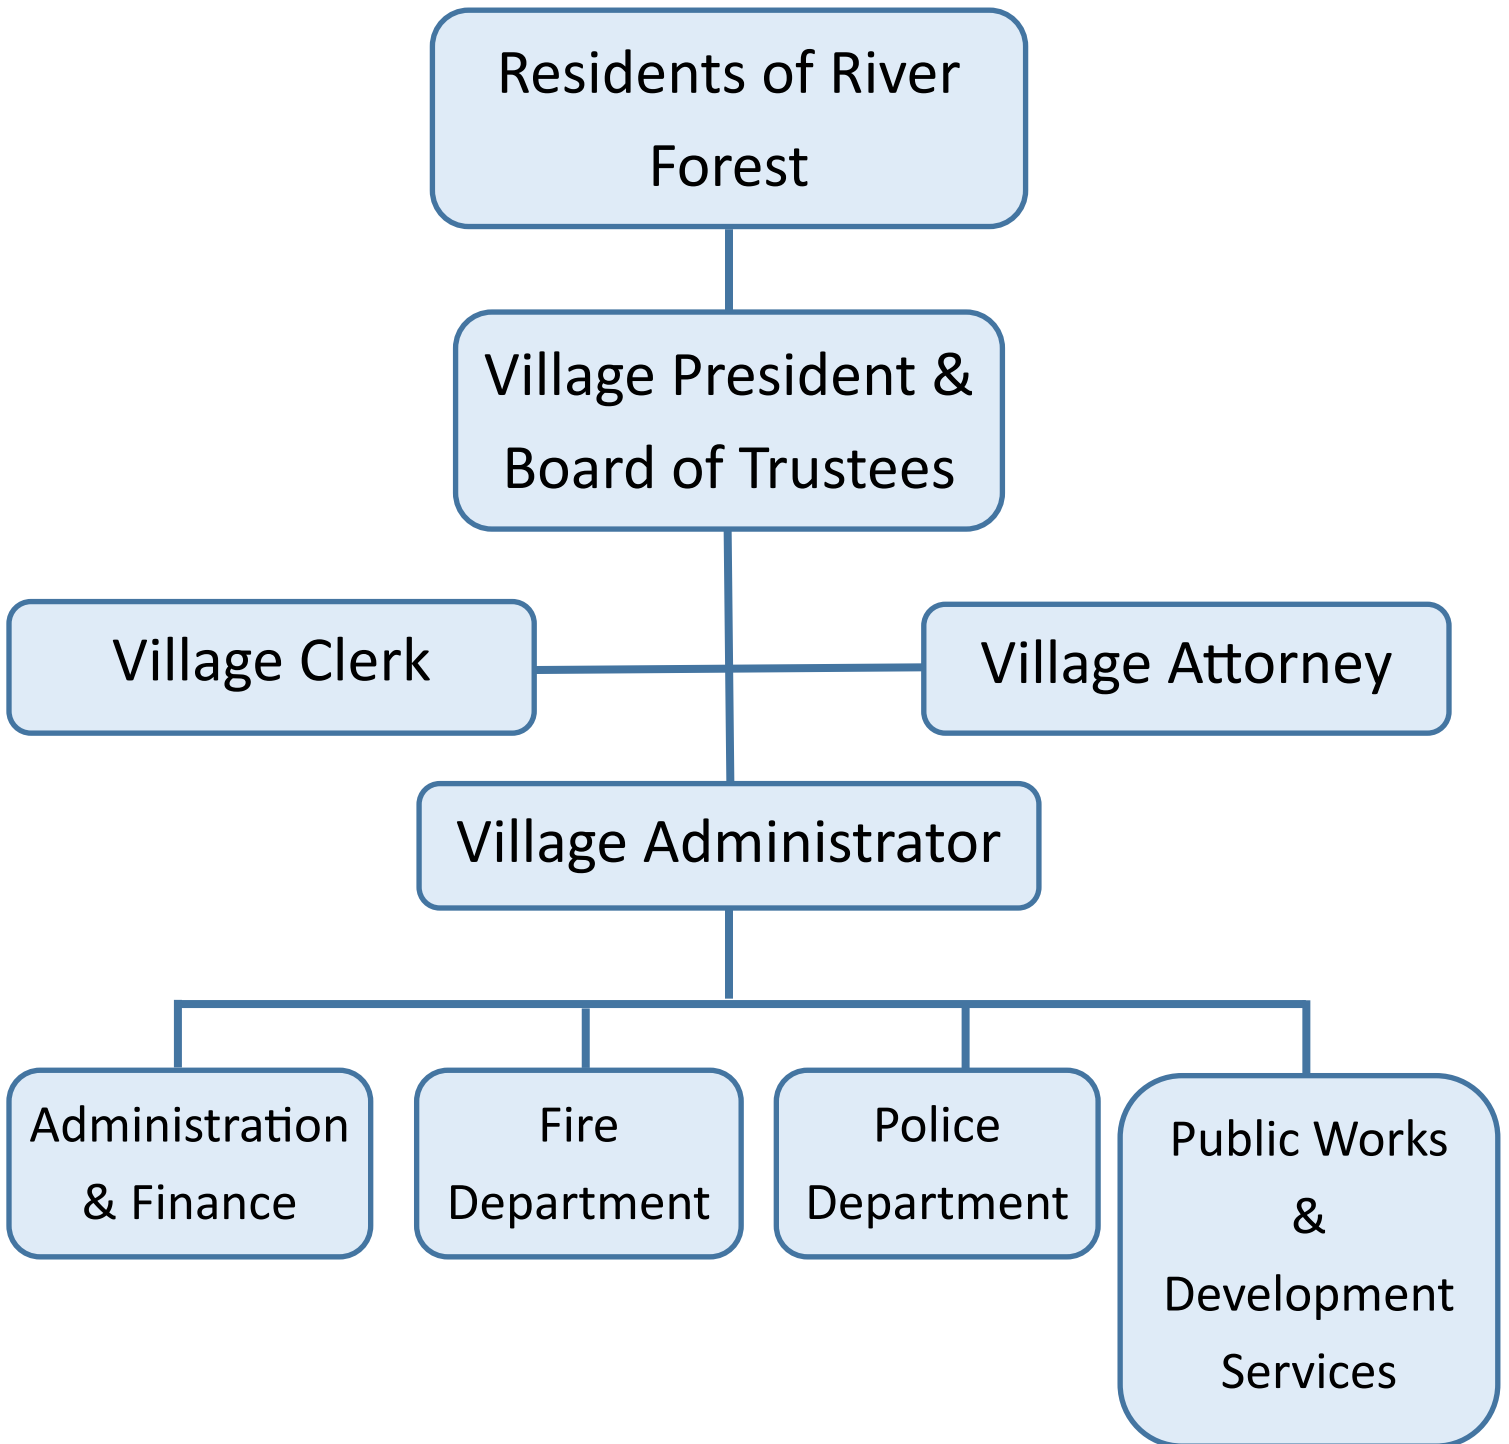 Residents of River
Forest
Village President &
Board of Trustees
Village Clerk
Village Attorney
Village Administrator
Administration
& Finance
Fire
Department
Police
Department
Public Works
&
Development
Services